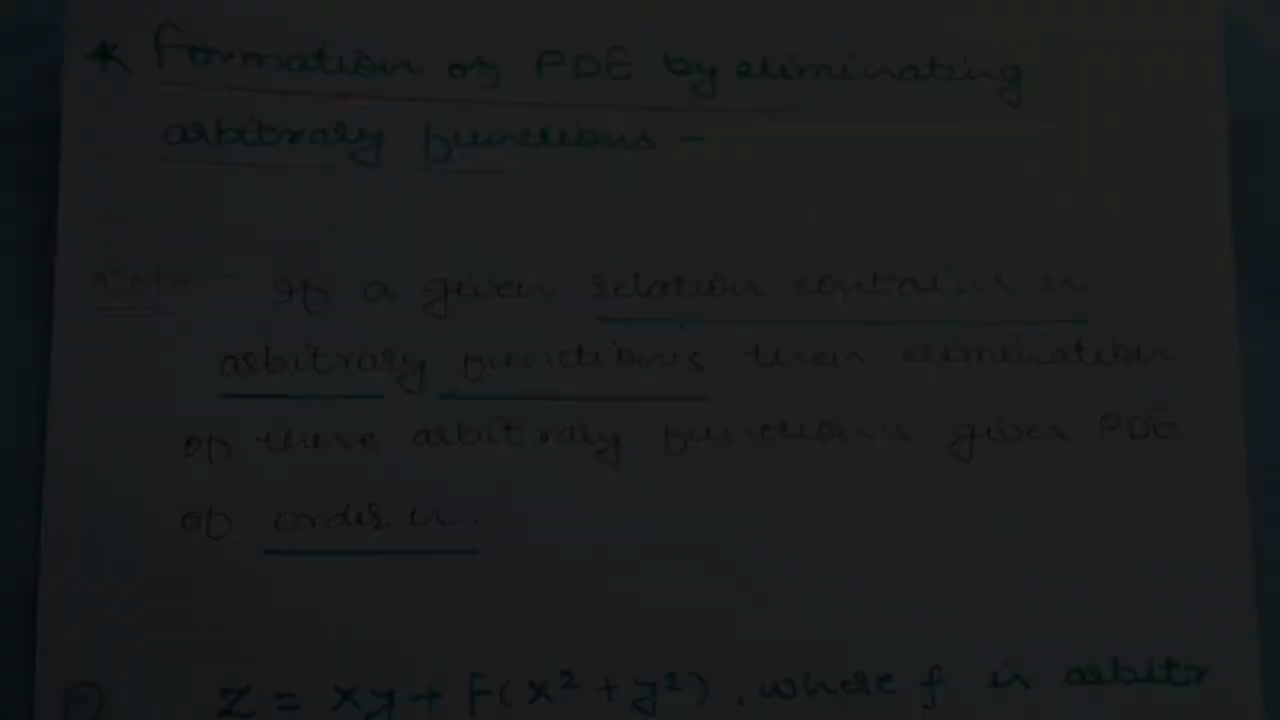 * Formation of PDE by eliminating
arbitrary functions -
Note - If a given relation contains n
arbitrary functions then elimination
of these arbitrary functions gives PDE
of order n.
Z = xy + F(x² + y²), where f is arbitr